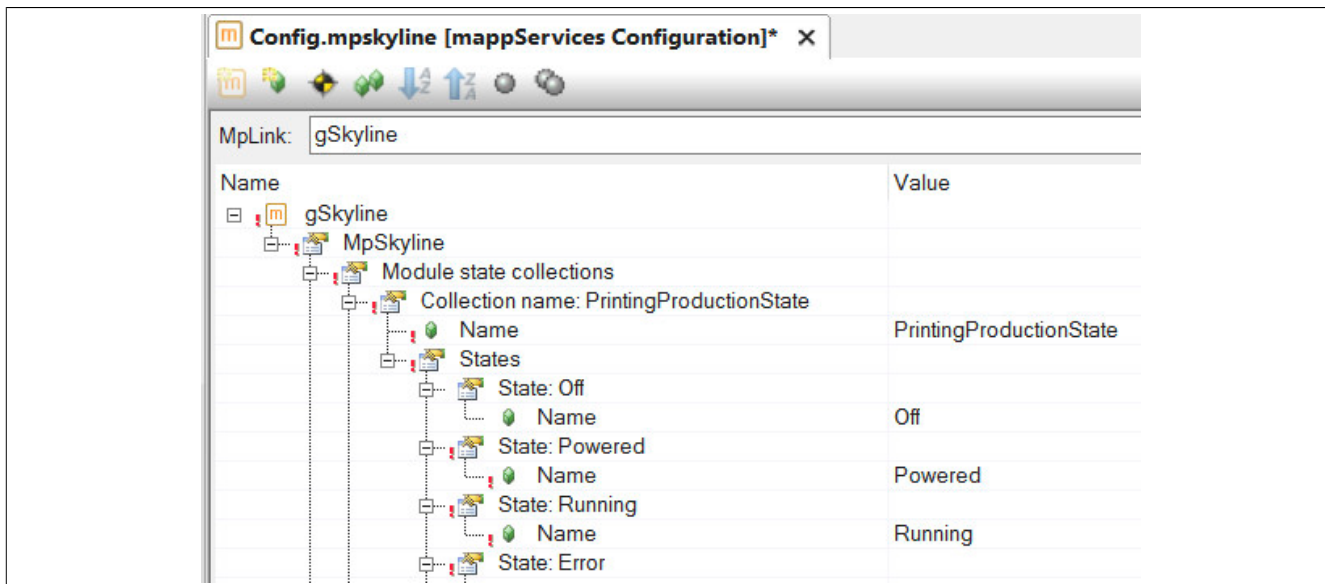 Config.mpskyline [mappServices Configuration]* X
MpLink: gSkyline
Name Value
gSkyline
MpSkyline
Module state collections
Collection name: PrintingProductionState
Name PrintingProductionState
States
State: Off
Name Off
State: Powered
Name Powered
State: Running
Name Running
State: Error